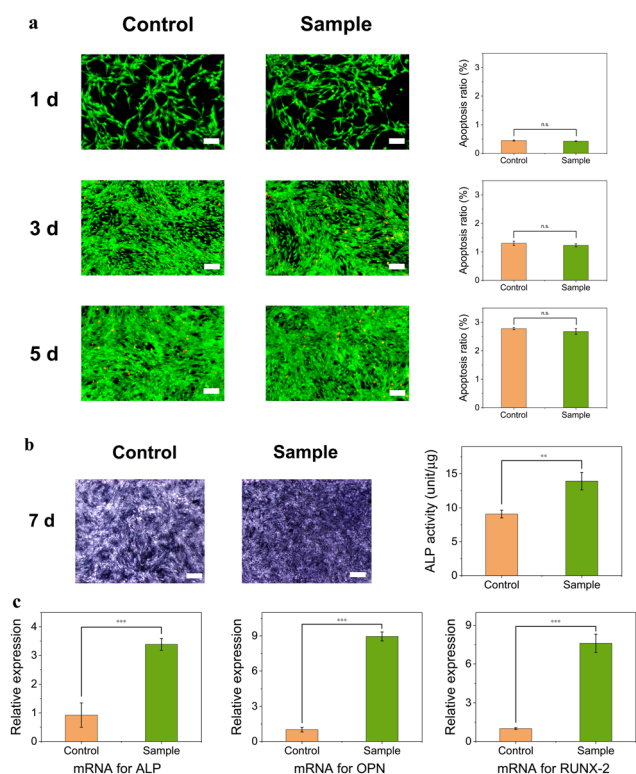 a
Control
Sample
1 d
Apoptosis ratio (%)
3
2
1
0
n.s.
Control
Sample
3 d
Apoptosis ratio (%)
3
2
1
0
n.s.
Control
Sample
5 d
Apoptosis ratio (%)
3
2
1
0
n.s.
Control
Sample
b
Control
Sample
7 d
ALP activity (unit/μg)
15
10
5
0
**
Control
Sample
c
Relative expression
4
3
2
1
0
***
Control
Sample
mRNA for ALP
Relative expression
9
6
3
0
***
Control
Sample
mRNA for OPN
Relative expression
9
6
3
0
***
Control
Sample
mRNA for RUNX-2